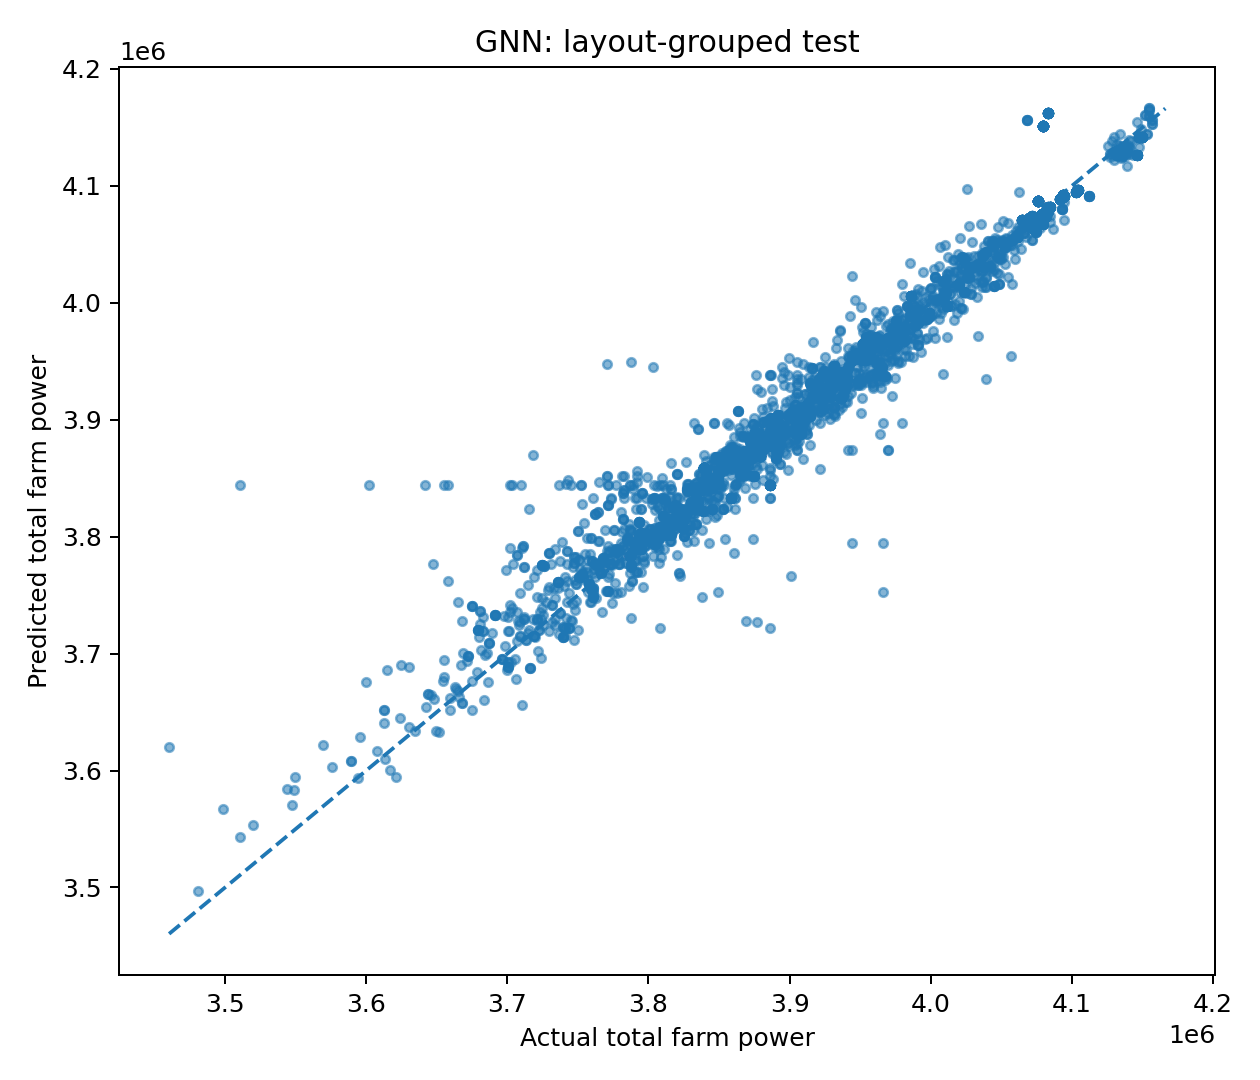 GNN: layout-grouped test
1e6
4.2
4.1
4.0
3.9
3.8
3.7
3.6
3.5
Predicted total farm power
3.5 3.6 3.7 3.8 3.9 4.0 4.1 4.2
1e6
Actual total farm power